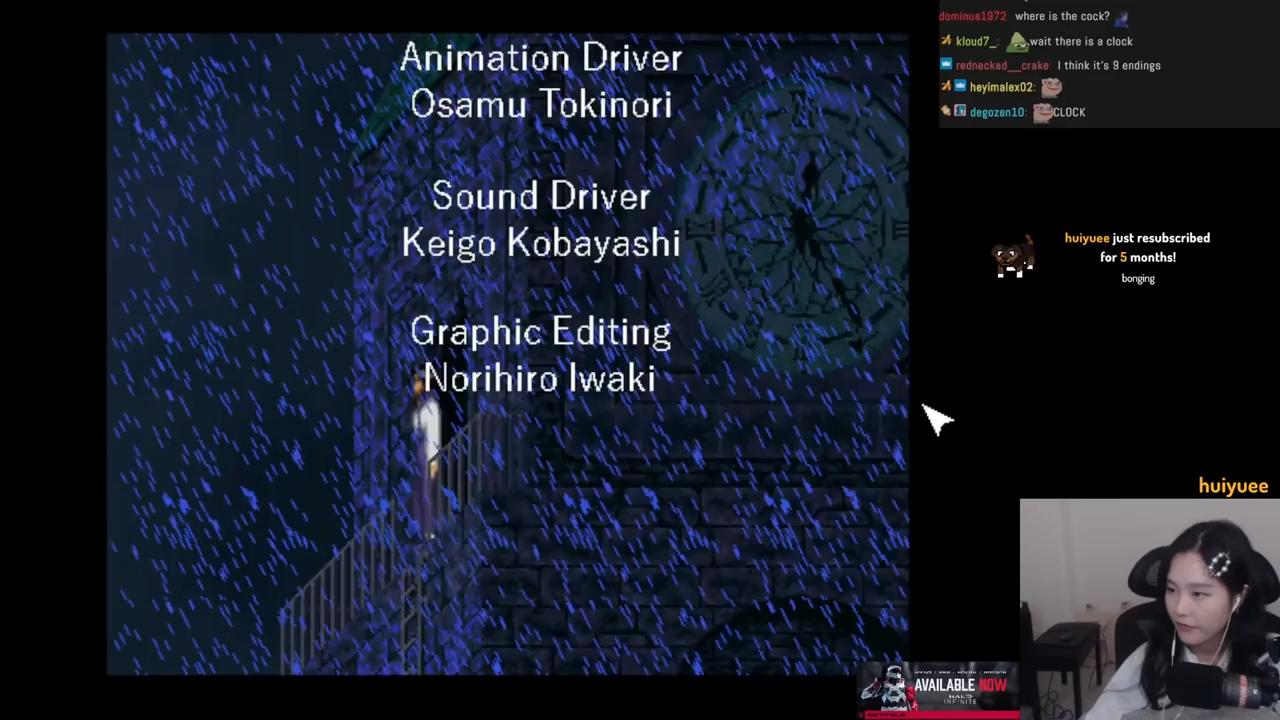 Animation Driver
Osamu Tokinori
Sound Driver
Keigo Kobayashi
Graphic Editing
Norihiro Iwaki
dominus1972 where is the cock?
kloud7_: wait there is a clock
rednecked__crake: I think it's 9 endings
heyimalex02:
degozen10: CLOCK
huiyuee just resubscribed
for 5 months!
bonging
huiyuee
AVAILABLE NOW
HALO
INFINITE